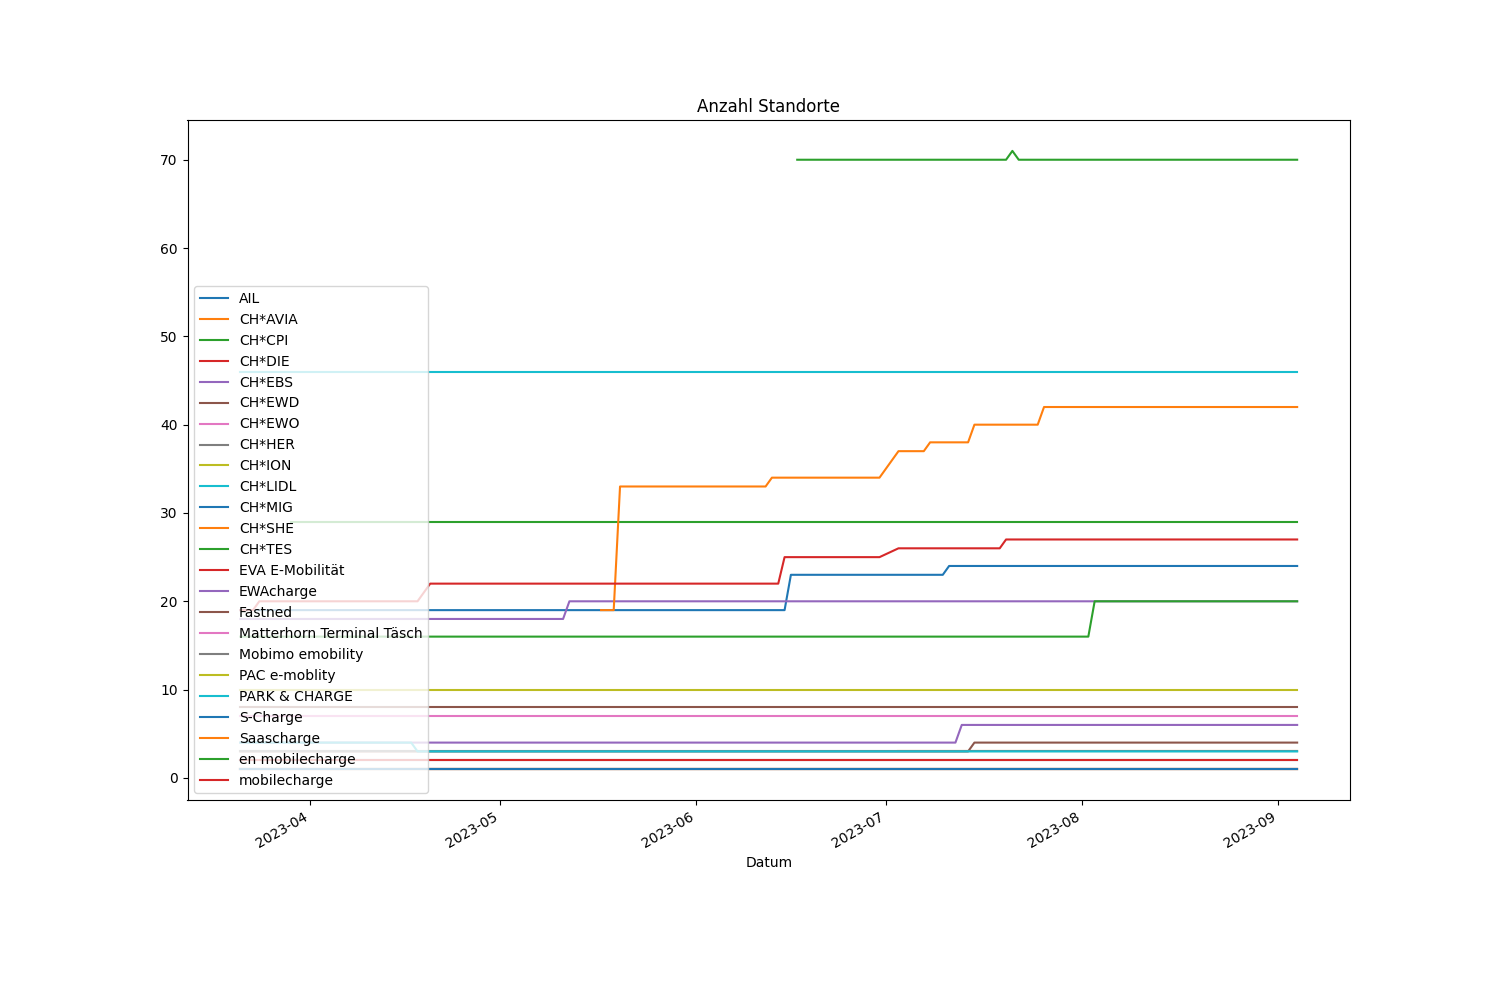 Anzahl Standorte
70
60
50
40
30
20
10
0
AIL
CH*AVIA
CH*CPI
CH*DIE
CH*EBS
CH*EWD
CH*EWO
CH*HER
CH*ION
CH*LIDL
CH*MIG
CH*SHE
CH*TES
EVA E-Mobilität
EWAcharge
Fastned
Matterhorn Terminal Täsch
Mobimo emobility
PAC e-moblity
PARK & CHARGE
S-Charge
Saascharge
en mobilecharge
mobilecharge
2023-04
2023-05
2023-06
2023-07
2023-08
2023-09
Datum